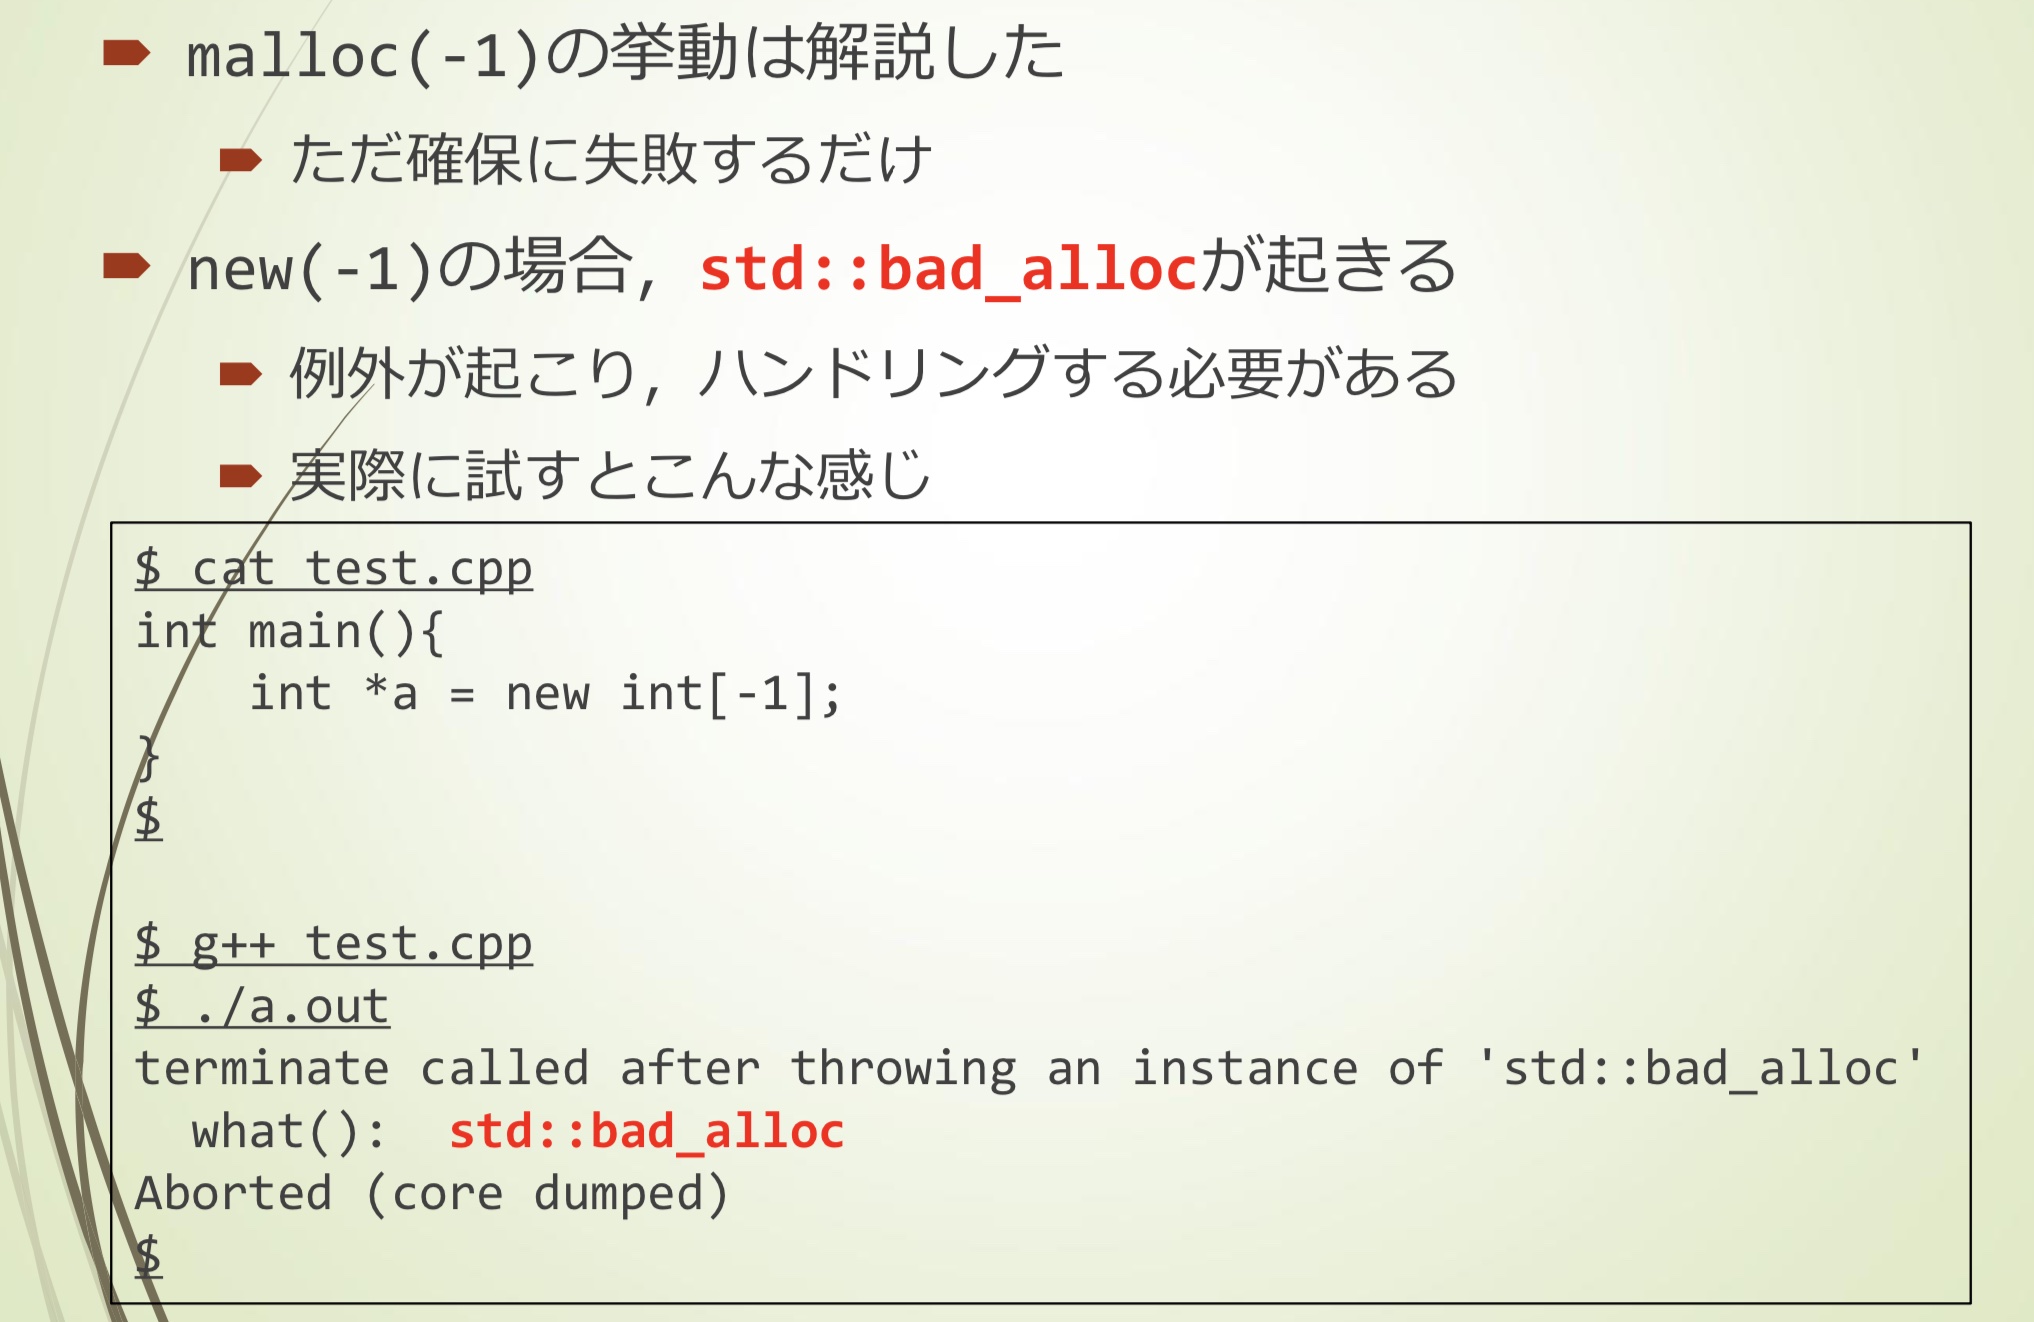 malloc(-1)の挙動は解説した
ただ確保に失敗するだけ
new(-1)の場合, std::bad_allocが起きる
例外が起こり, ハンドリングする必要がある
実際に試すとこんな感じ
$ cat test.cpp
int main(){
    int *a = new int[-1];
}
$
$ g++ test.cpp
$ ./a.out
terminate called after throwing an instance of 'std::bad_alloc'
  what():  std::bad_alloc
Aborted (core dumped)
$